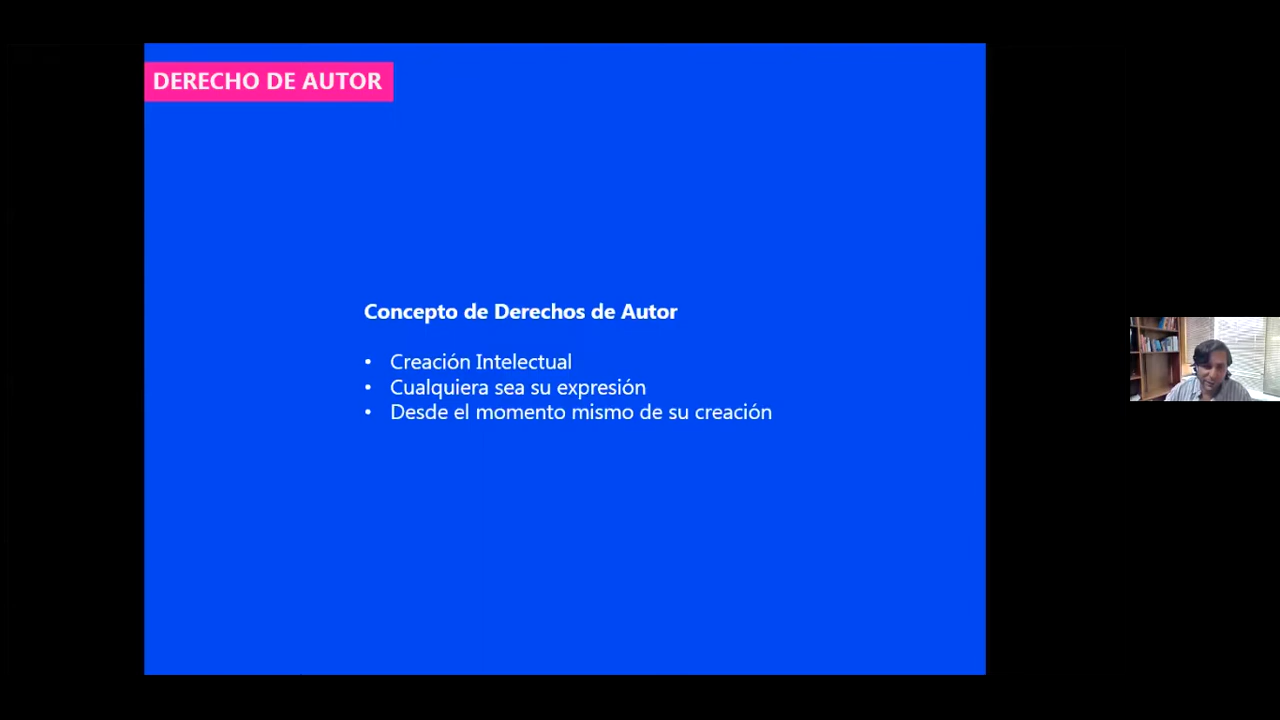 DERECHO DE AUTOR
Concepto de Derechos de Autor
• Creación Intelectual
• Cualquiera sea su expresión
• Desde el momento mismo de su creación